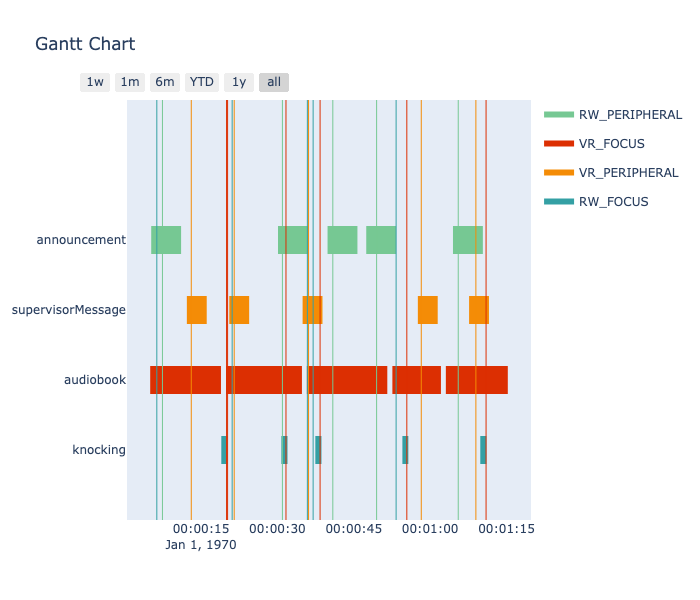 Gantt Chart
1w 1m 6m YTD 1y all
RW_PERIPHERAL
VR_FOCUS
VR_PERIPHERAL
RW_FOCUS
announcement
supervisorMessage
audiobook
knocking
00:00:15 00:00:30 00:00:45 00:01:00 00:01:15
Jan 1, 1970